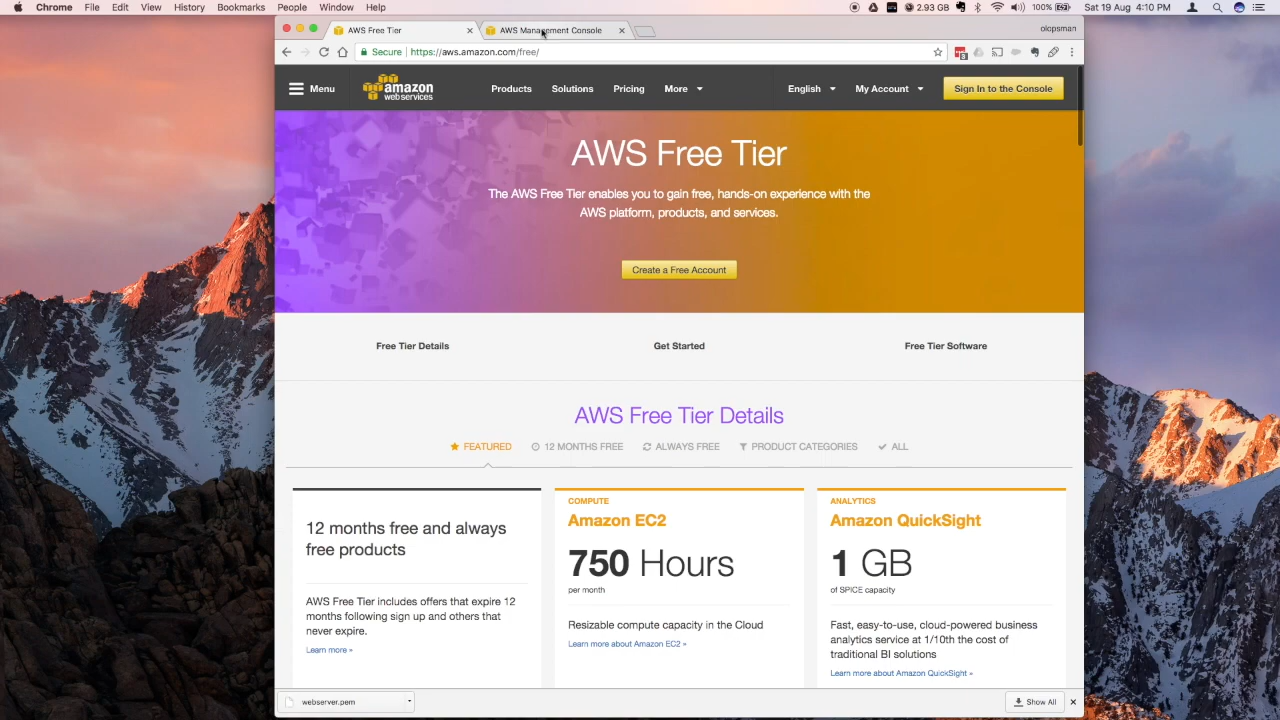 Chrome File Edit View History Bookmarks People Window Help 2.93 GB 100% Sat 19 Aug 4:10 PM
AWS Free Tier AWS Management Console olopsman
Secure https://aws.amazon.com/free/
Menu amazon web services Products Solutions Pricing More English My Account Sign In to the Console
AWS Free Tier
The AWS Free Tier enables you to gain free, hands-on experience with the
AWS platform, products, and services.
Create a Free Account
Free Tier Details Get Started Free Tier Software
AWS Free Tier Details
FEATURED 12 MONTHS FREE ALWAYS FREE PRODUCT CATEGORIES ALL
12 months free and always
free products
AWS Free Tier includes offers that expire 12
months following sign up and others that
never expire.
Learn more »
COMPUTE
Amazon EC2
750 Hours
per month
Resizable compute capacity in the Cloud
Learn more about Amazon EC2 »
ANALYTICS
Amazon QuickSight
1 GB
of SPICE capacity
Fast, easy-to-use, cloud-powered business
analytics service at 1/10th the cost of
traditional BI solutions
Learn more about Amazon QuickSight »
webserver.pem Show All